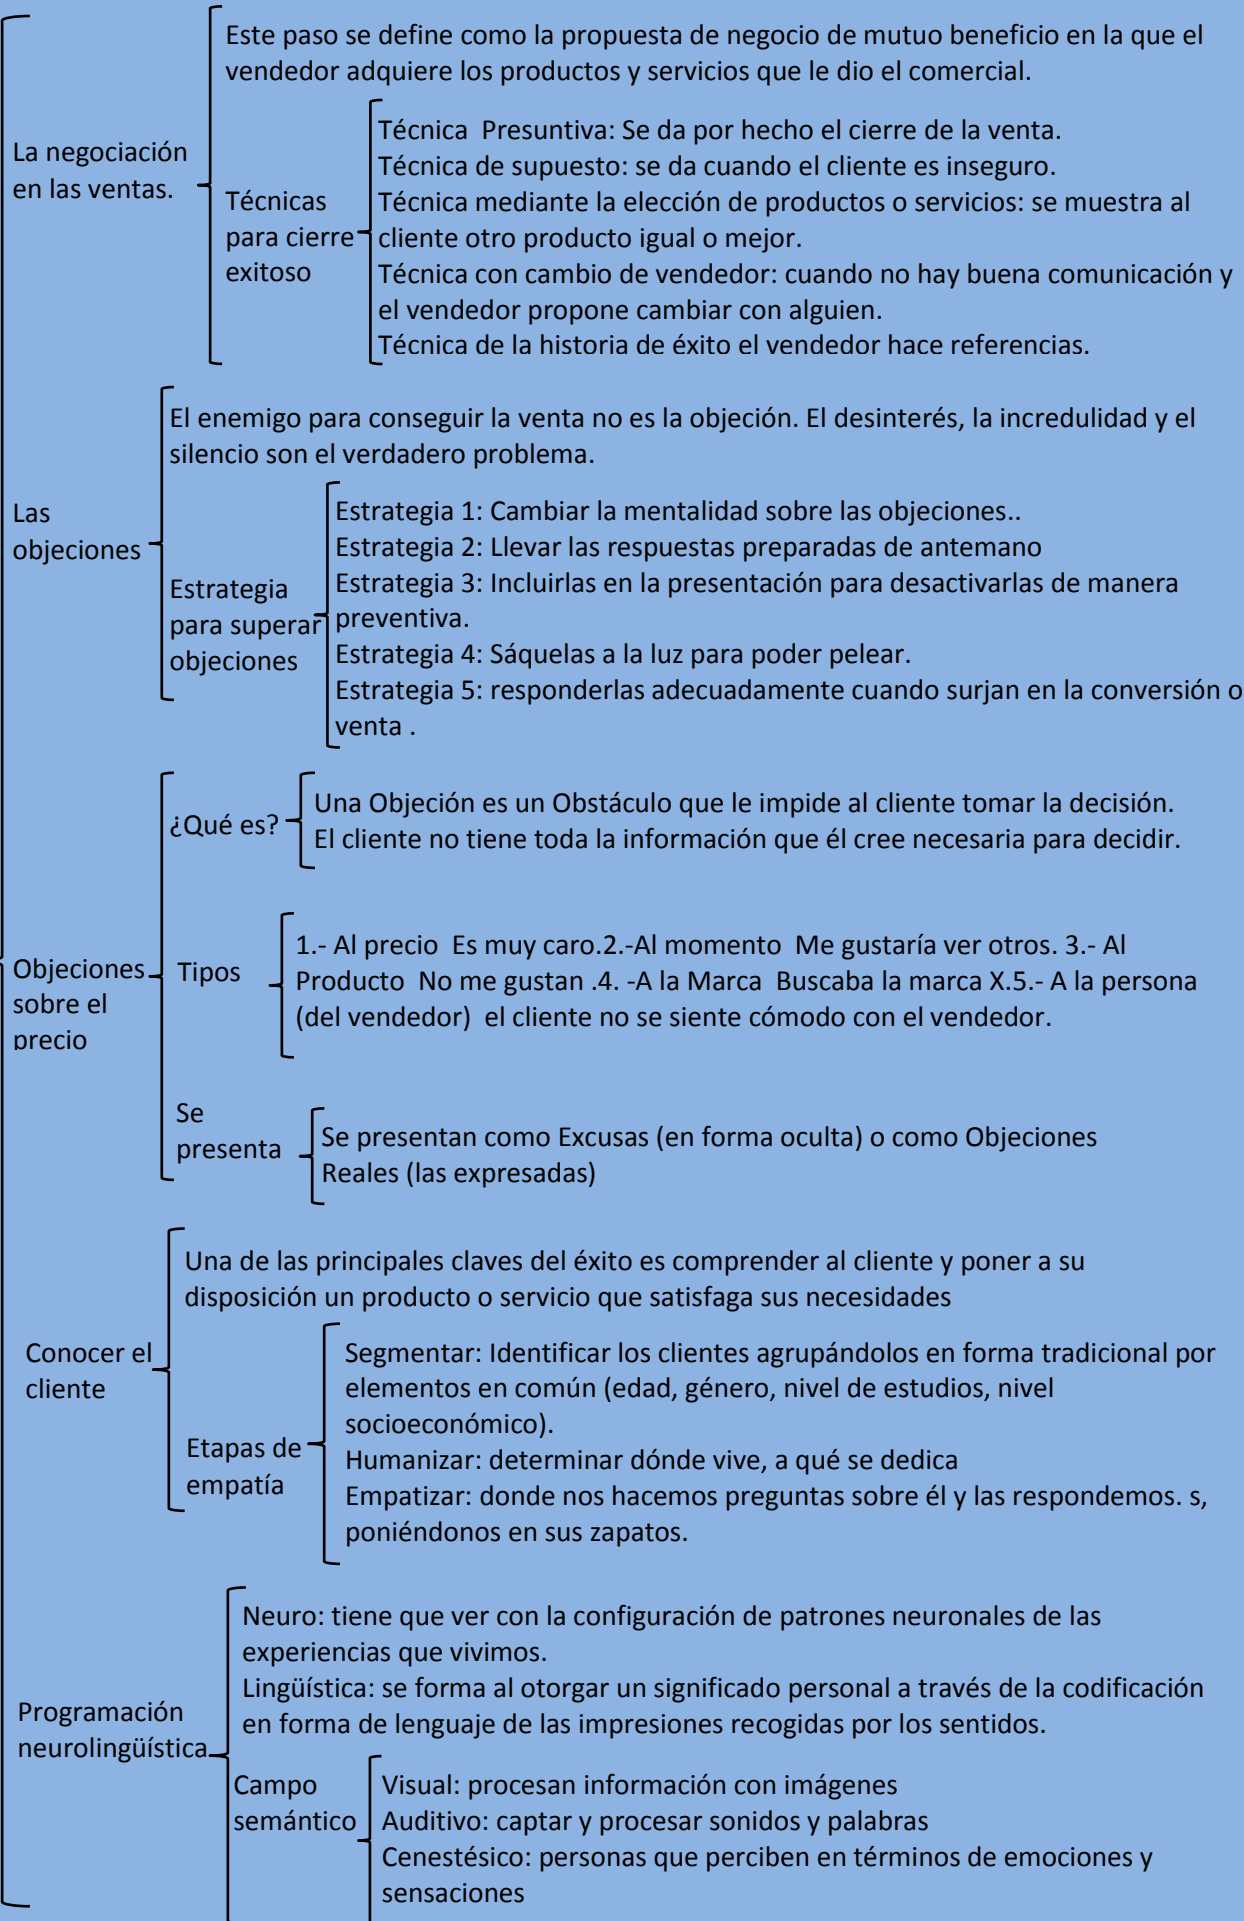 Este paso se define como la propuesta de negocio de mutuo beneficio en la que el
vendedor adquiere los productos y servicios que le dio el comercial.
La negociación
en las ventas.
Técnicas
para cierre
exitoso
Técnica  Presuntiva: Se da por hecho el cierre de la venta.
Técnica de supuesto: se da cuando el cliente es inseguro.
Técnica mediante la elección de productos o servicios: se muestra al
cliente otro producto igual o mejor.
Técnica con cambio de vendedor: cuando no hay buena comunicación y
el vendedor propone cambiar con alguien.
Técnica de la historia de éxito el vendedor hace referencias.
El enemigo para conseguir la venta no es la objeción. El desinterés, la incredulidad y el
silencio son el verdadero problema.
Las
objeciones
Estrategia
para superar
objeciones
Estrategia 1: Cambiar la mentalidad sobre las objeciones..
Estrategia 2: Llevar las respuestas preparadas de antemano
Estrategia 3: Incluirlas en la presentación para desactivarlas de manera
preventiva.
Estrategia 4: Sáquelas a la luz para poder pelear.
Estrategia 5: responderlas adecuadamente cuando surjan en la conversión o
venta .
Objeciones
sobre el
precio
¿Qué es?
Una Objeción es un Obstáculo que le impide al cliente tomar la decisión.
El cliente no tiene toda la información que él cree necesaria para decidir.
Tipos
1.- Al precio  Es muy caro.2.-Al momento  Me gustaría ver otros. 3.- Al
Producto  No me gustan .4. -A la Marca  Buscaba la marca X.5.- A la persona
(del vendedor)  el cliente no se siente cómodo con el vendedor.
Se
presenta
Se presentan como Excusas (en forma oculta) o como Objeciones
Reales (las expresadas)
Una de las principales claves del éxito es comprender al cliente y poner a su
disposición un producto o servicio que satisfaga sus necesidades
Conocer el
cliente
Etapas de
empatía
Segmentar: Identificar los clientes agrupándolos en forma tradicional por
elementos en común (edad, género, nivel de estudios, nivel
socioeconómico).
Humanizar: determinar dónde vive, a qué se dedica
Empatizar: donde nos hacemos preguntas sobre él y las respondemos. s,
poniéndonos en sus zapatos.
Neuro: tiene que ver con la configuración de patrones neuronales de las
experiencias que vivimos.
Lingüística: se forma al otorgar un significado personal a través de la codificación
en forma de lenguaje de las impresiones recogidas por los sentidos.
Programación
neurolingüística
Campo
semántico
Visual: procesan información con imágenes
Auditivo: captar y procesar sonidos y palabras
Cenestésico: personas que perciben en términos de emociones y
sensaciones